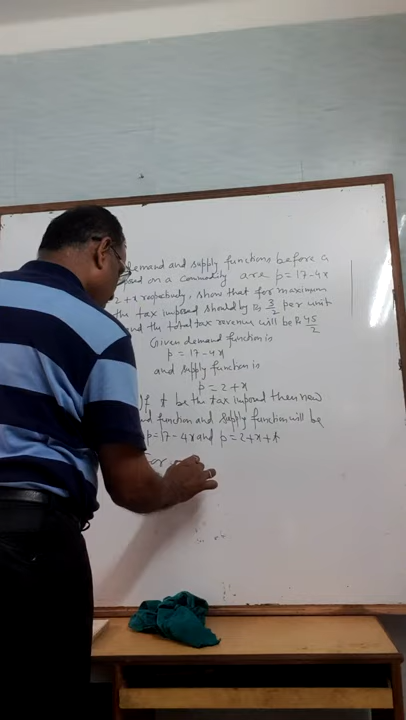 demand and supply functions before a
on a commodity are p = 17-4x
2+x respectively, show that for maximum
the tax imposed should by Rs 3/2 per unit
and the total tax revenue will be Rs 45/2
Given demand function is
p = 17-4x
and supply function is
p = 2+x
If t be the tax imposed then new
function and supply function will be
p=17-4x and p=2+x+t
For